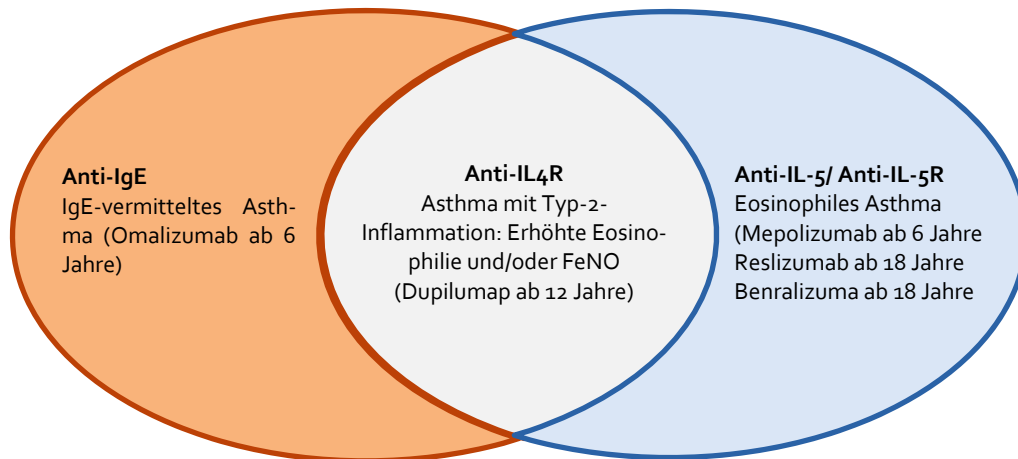 Anti-IgE
IgE-vermitteltes Asth-
ma (Omalizumab ab 6
Jahre)
Anti-IL4R
Asthma mit Typ-2-
Inflammation: Erhöhte Eosino-
philie und/oder FeNO
(Dupilumap ab 12 Jahre)
Anti-IL-5/ Anti-IL-5R
Eosinophiles Asthma
(Mepolizumab ab 6 Jahre
Reslizumab ab 18 Jahre
Benralizuma ab 18 Jahre